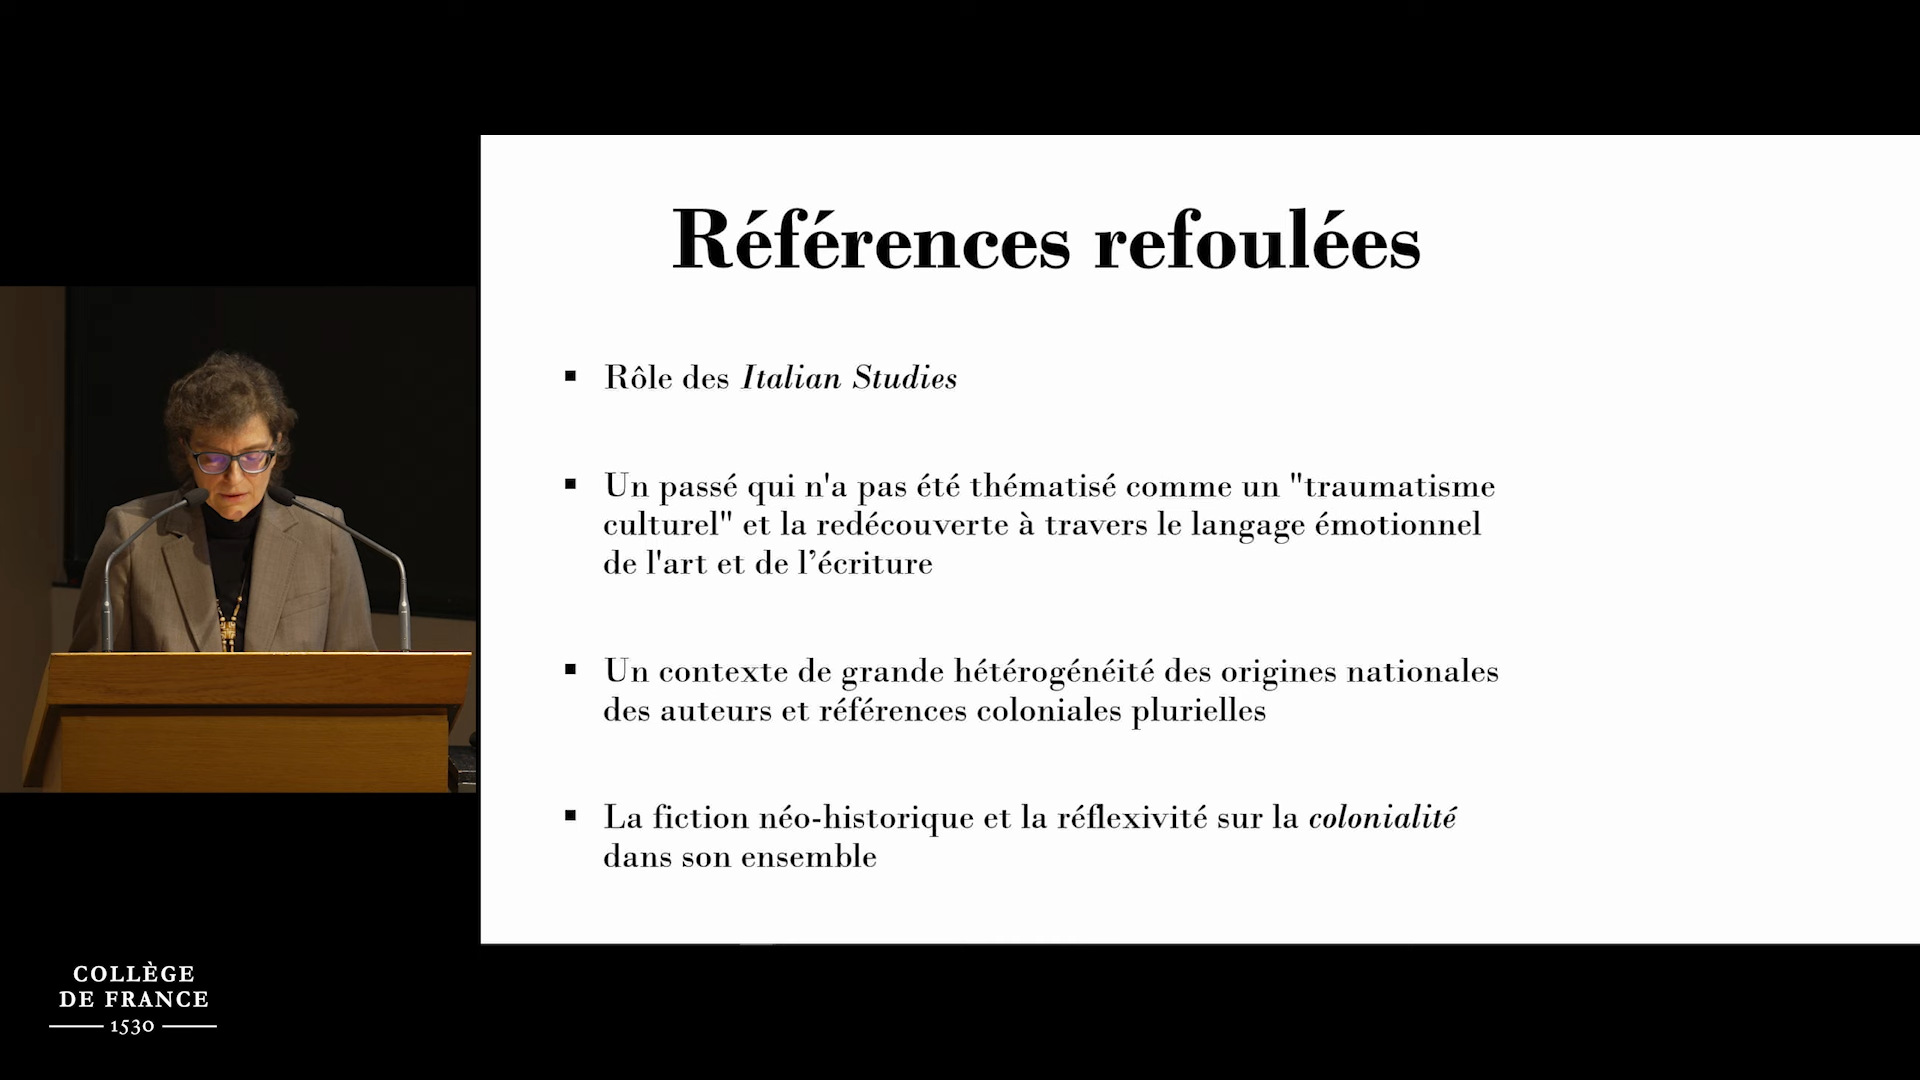 Références refoulées
▪ Rôle des Italian Studies
▪ Un passé qui n'a pas été thématisé comme un "traumatisme
culturel" et la redécouverte à travers le langage émotionnel
de l'art et de l’écriture
▪ Un contexte de grande hétérogénéité des origines nationales
des auteurs et références coloniales plurielles
▪ La fiction néo-historique et la réflexivité sur la colonialité
dans son ensemble
COLLÈGE
DE FRANCE
1530